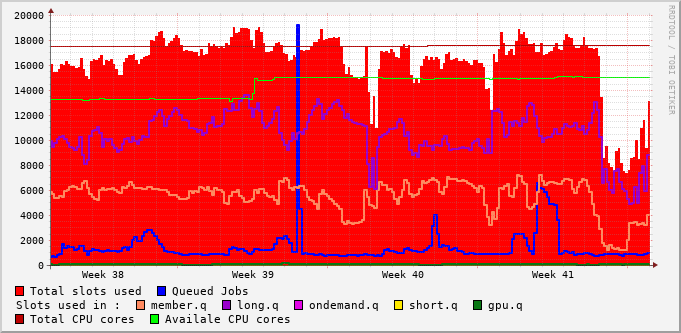 20000
18000
16000
14000
12000
10000
8000
6000
4000
2000
0
Week 38 Week 39 Week 40 Week 41
RRDTOOL / TOBI OETIKER
Total slots used Queued Jobs
Slots used in : member.q long.q ondemand.q short.q gpu.q
Total CPU cores Availale CPU cores